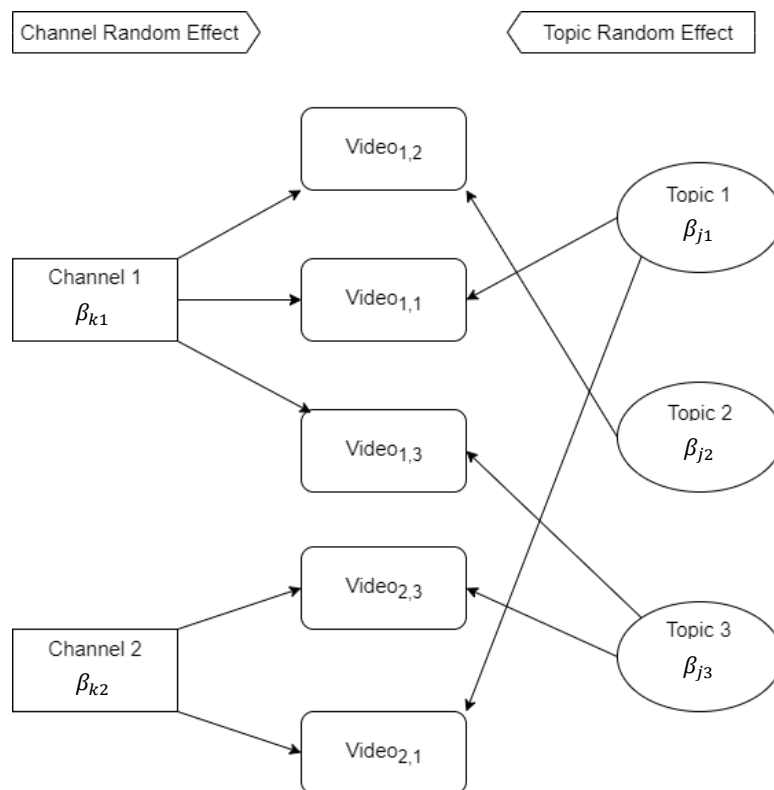 Channel Random Effect
Topic Random Effect
Video1,2
Topic 1
βj1
Channel 1
βk1
Video1,1
Topic 2
βj2
Video1,3
Video2,3
Topic 3
βj3
Channel 2
βk2
Video2,1